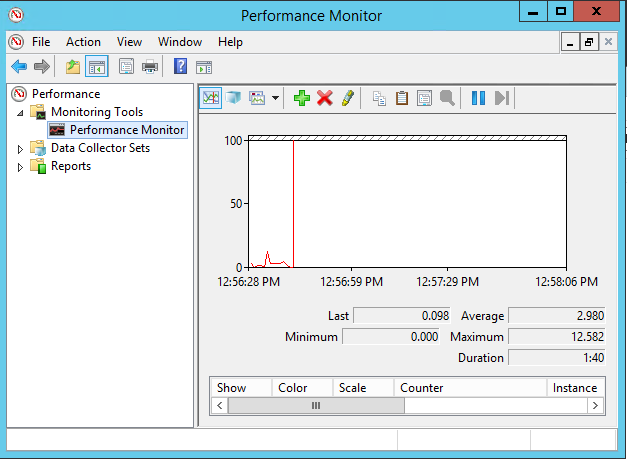 Performance Monitor
File Action View Window Help
Performance
Monitoring Tools
Performance Monitor
Data Collector Sets
Reports
100
50
0
12:56:28 PM 12:56:59 PM 12:57:29 PM 12:58:06 PM
Last 0.098 Average 2.980
Minimum 0.000 Maximum 12.582
Duration 1:40
Show Color Scale Counter Instance